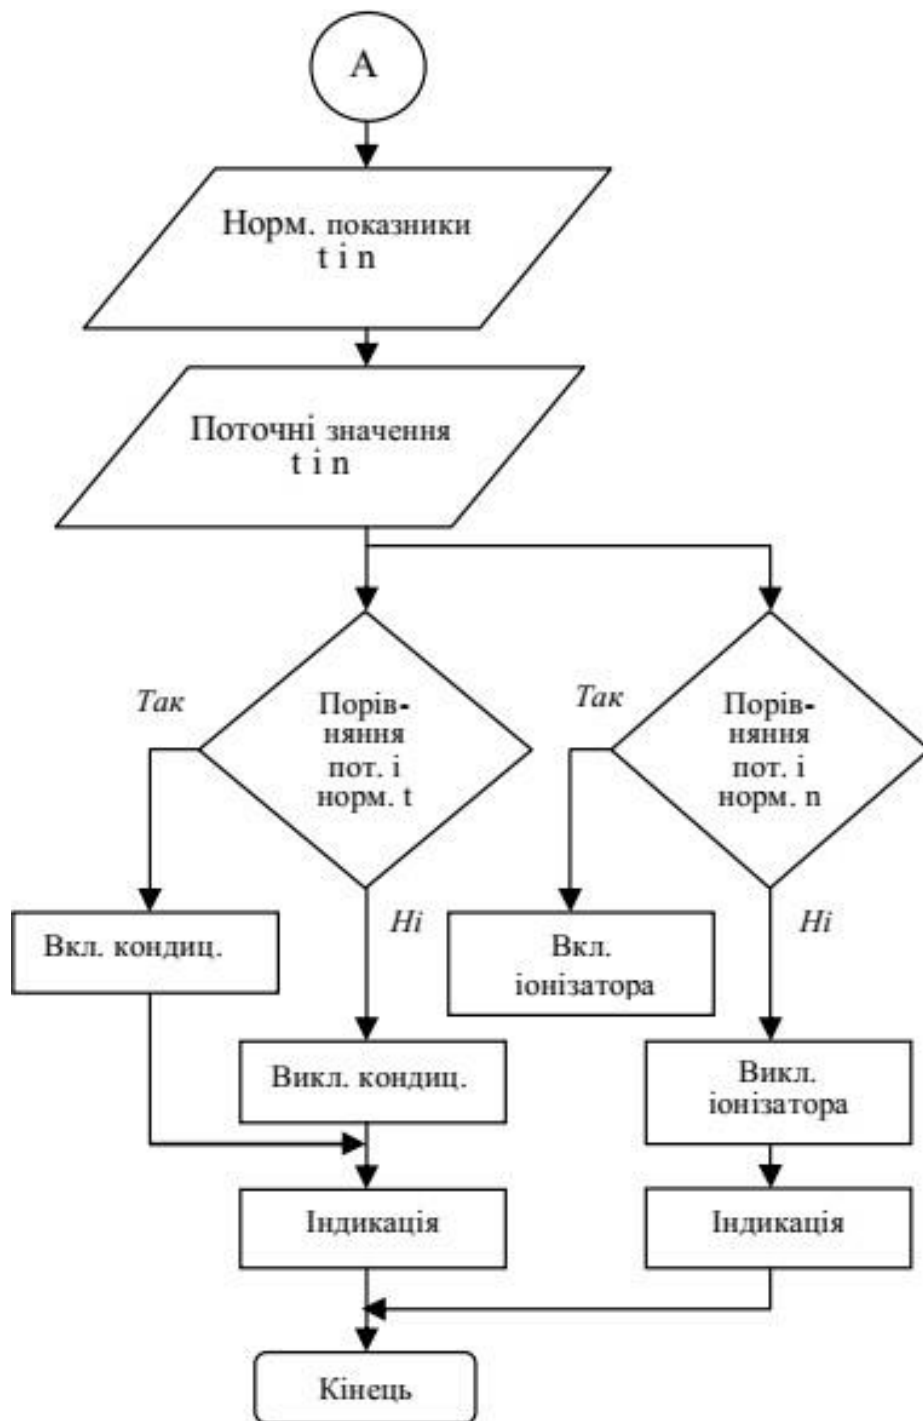 А
Норм. показники
t і n
Поточні значення
t і n
Так
Порів-
няння
пот. і
норм. t
Так
Порів-
няння
пот. і
норм. n
Вкл. кондиц.
Ні
Вкл.
іонізатора
Ні
Викл. кондиц.
Викл.
іонізатора
Індикація
Індикація
Кінець